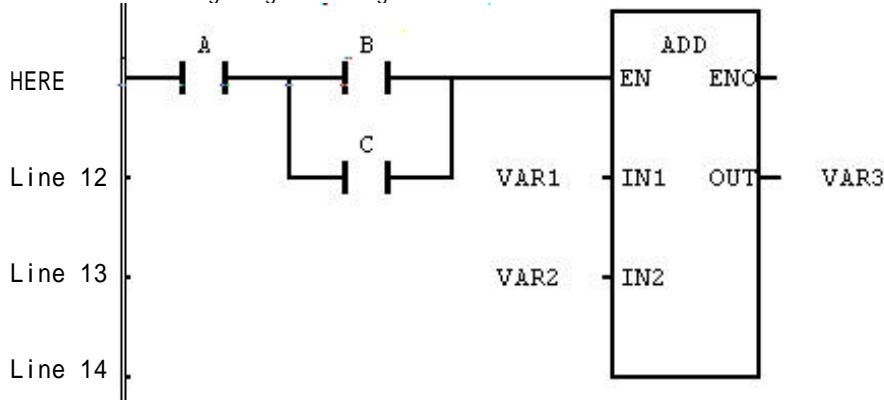 A B ADD
HERE EN ENO
C
Line 12 VAR1 IN1 OUT VAR3
Line 13 VAR2 IN2
Line 14